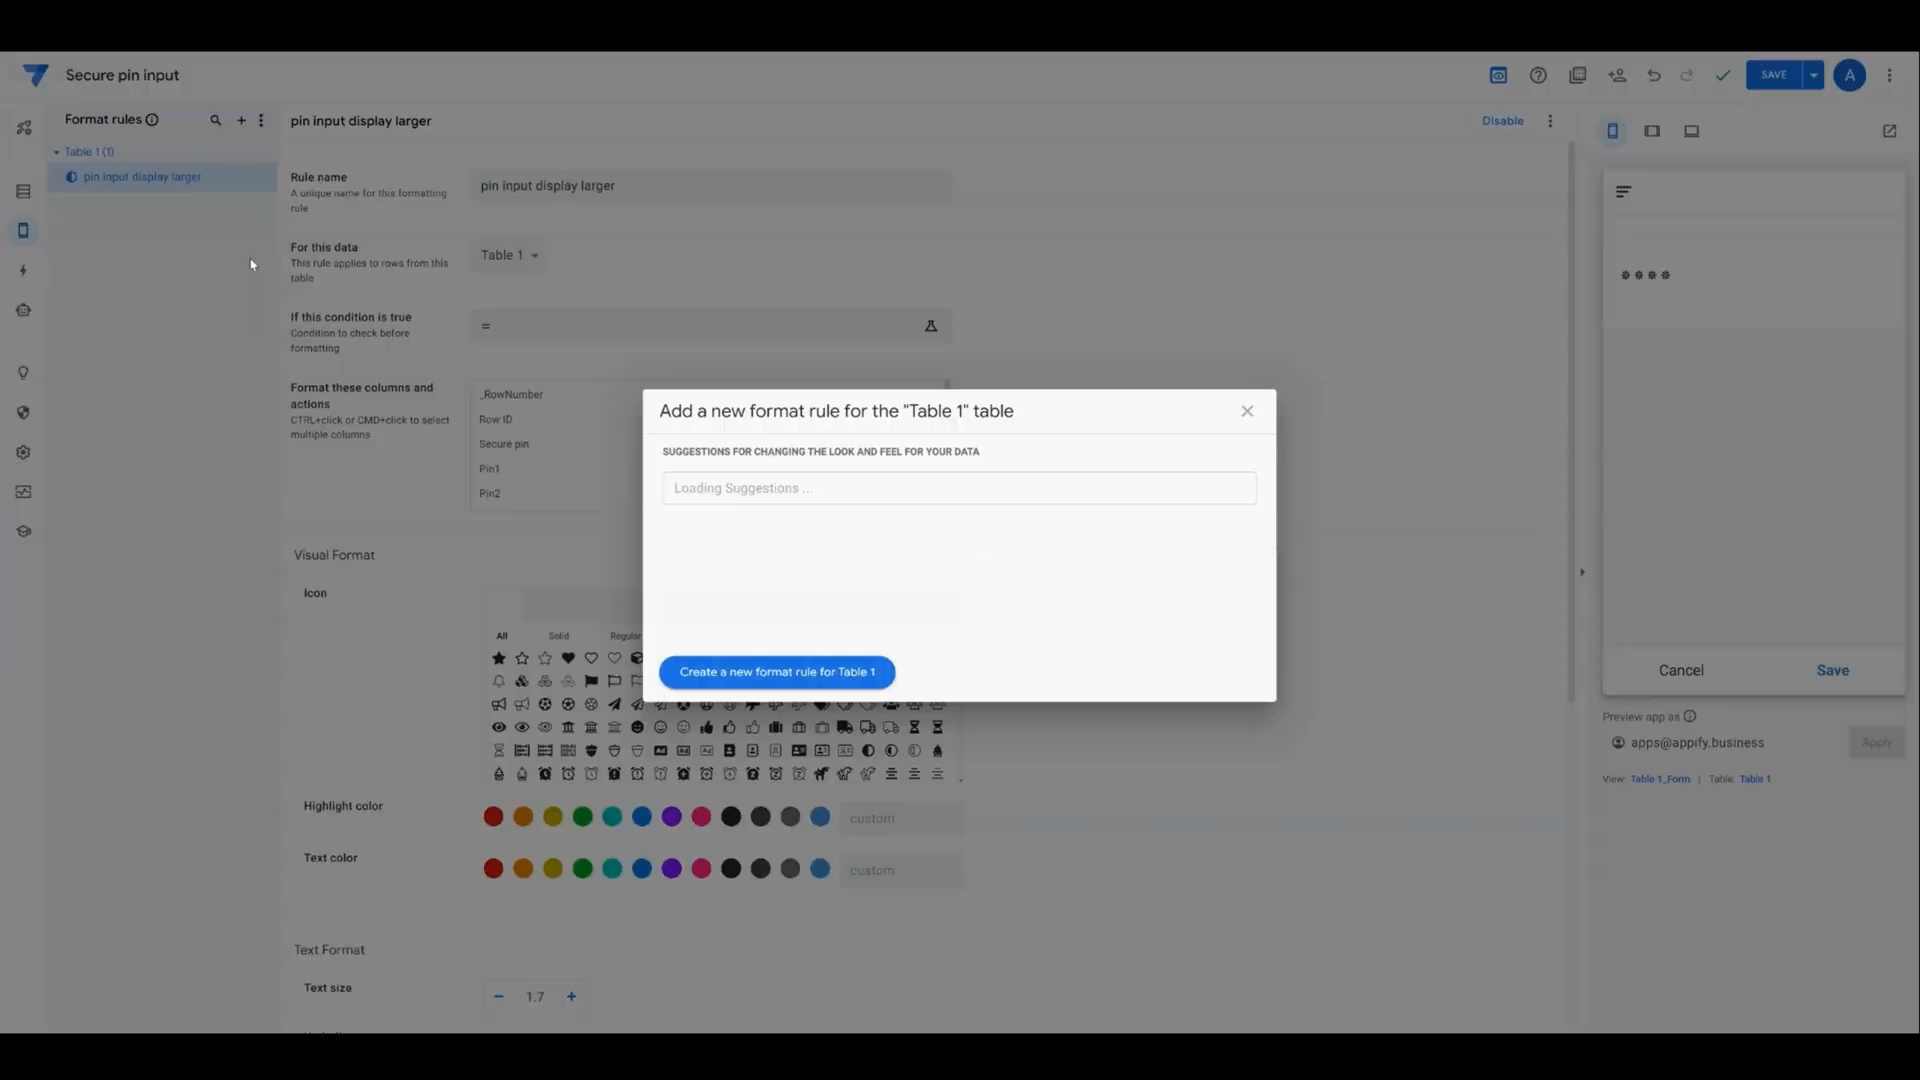 Secure pin input
SAVE
A
Format rules
Table 1 (1)
pin input display larger
pin input display larger
Disable
Rule name
A unique name for this formatting
rule
pin input display larger
For this data
This rule applies to rows from this
table
Table 1
If this condition is true
Condition to check before
formatting
=
Format these columns and
actions
CTRL+click or CMD+click to select
multiple columns
_RowNumber
Row ID
Secure pin
Pin1
Pin2
Add a new format rule for the "Table 1" table
SUGGESTIONS FOR CHANGING THE LOOK AND FEEL FOR YOUR DATA
Loading Suggestions ...
Create a new format rule for Table 1
Visual Format
Icon
All
Solid
Regular
Highlight color
custom
Text color
custom
Text Format
Text size
1.7
Cancel
Save
Preview app as
apps@appify.business
Apply
View: Table 1_Form | Table: Table 1